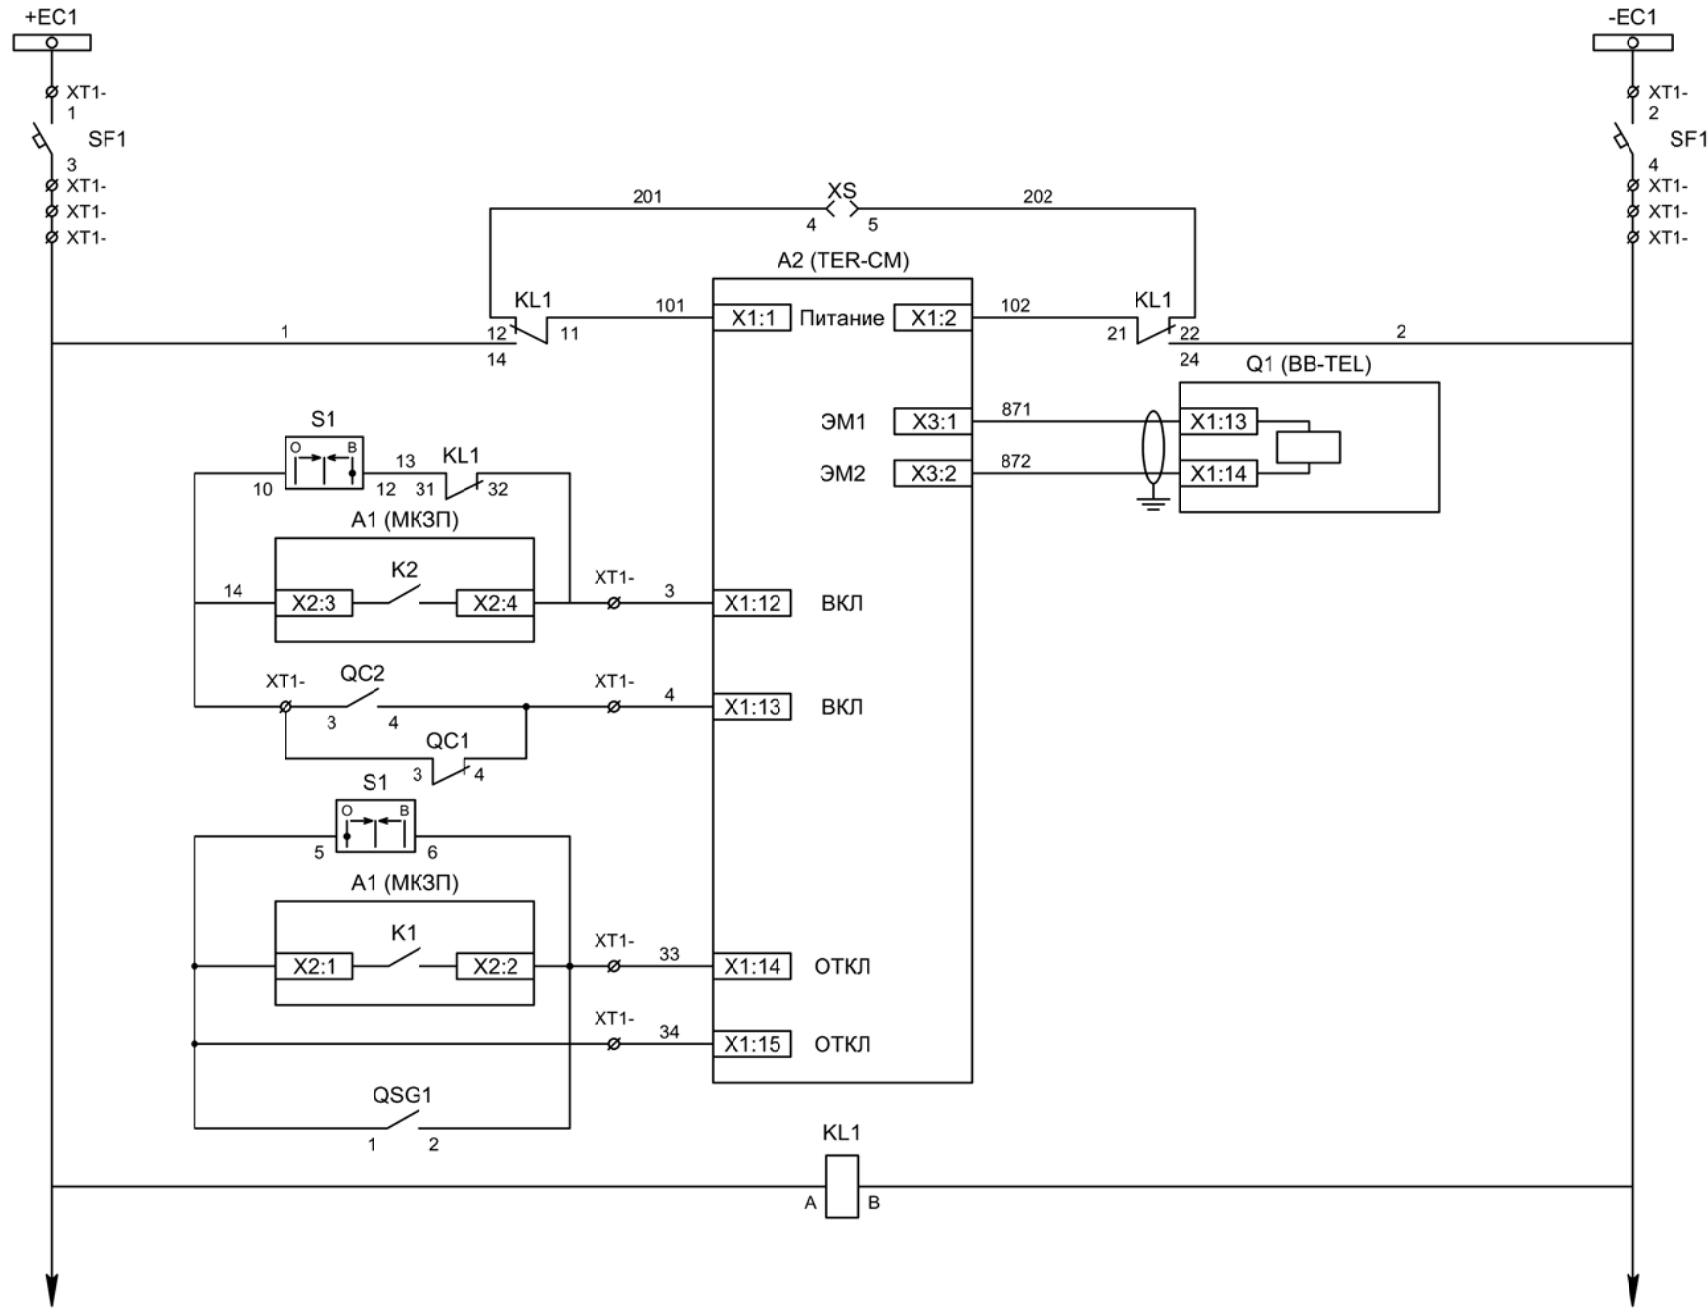 +EC1
-EC1
XT1-
1
SF1
3
XT1-
XT1-
XT1-
XT1-
2
SF1
4
XT1-
XT1-
XT1-
201
XS
202
4
5
A2 (TER-CM)
KL1
101
X1:1
Питание
X1:2
102
KL1
1
12
11
14
21
22
24
2
Q1 (BB-TEL)
ЭМ1
X3:1
871
X1:13
ЭМ2
X3:2
872
X1:14
S1
О
В
10
12
13
KL1
31
32
A1 (МКЗП)
14
X2:3
K2
X2:4
XT1-
3
X1:12
ВКЛ
XT1-
QC2
3
4
XT1-
4
X1:13
ВКЛ
QC1
3
4
S1
О
В
5
6
A1 (МКЗП)
X2:1
K1
X2:2
XT1-
33
X1:14
ОТКЛ
XT1-
34
X1:15
ОТКЛ
QSG1
1
2
KL1
A
B